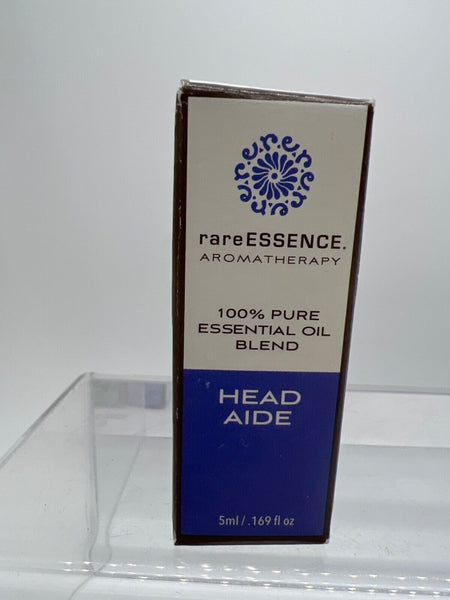 rareESSENCE.
AROMATHERAPY
100% PURE
ESSENTIAL OIL
BLEND
HEAD
AIDE
5ml/.169 fl oz